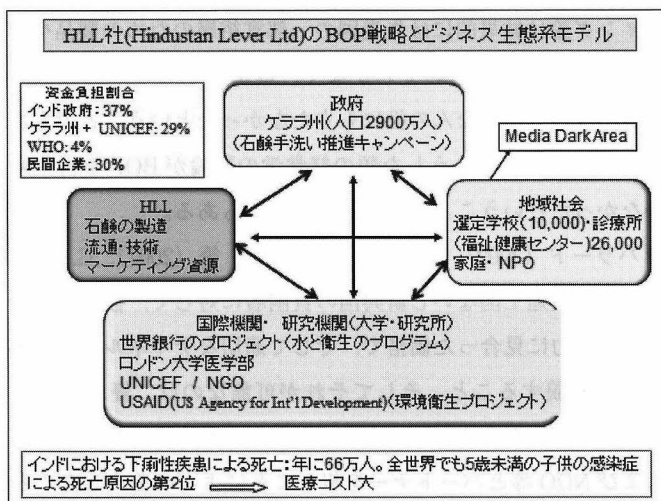 HLL社(Hindustan Lever Ltd)のBOP戦略とビジネス生態系モデル
資金負担割合
インド政府:37%
ケララ州 + UNICEF:29%
WHO:4%
民間企業:30%
政府
ケララ州(人口2900万人)
(石鹸手洗い推進キャンペーン)
Media Dark Area
HLL
石鹸の製造
流通・技術
マーケティング資源
地域社会
選定学校(10,000)・診療所
(福祉健康センター)26,000
家庭・NPO
国際機関・ 研究機関(大学・研究所)
世界銀行のプロジェクト(水と衛生のプログラム)
ロンドン大学医学部
UNICEF / NGO
USAID(US Agency for Int'l Development)(環境衛生プロジェクト)
インドにおける下痢性疾患による死亡:年に66万人。全世界でも5歳未満の子供の感染症
による死亡原因の第2位 ⇒ 医療コスト大